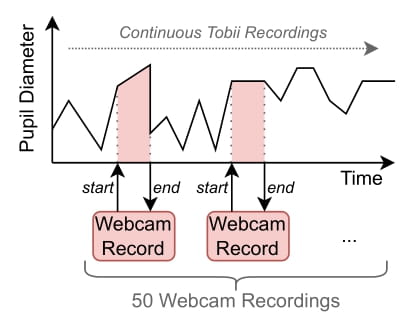 Continuous Tobii Recordings
Pupil Diameter
Time
start
end
start
end
Webcam
Record
Webcam
Record
...
50 Webcam Recordings